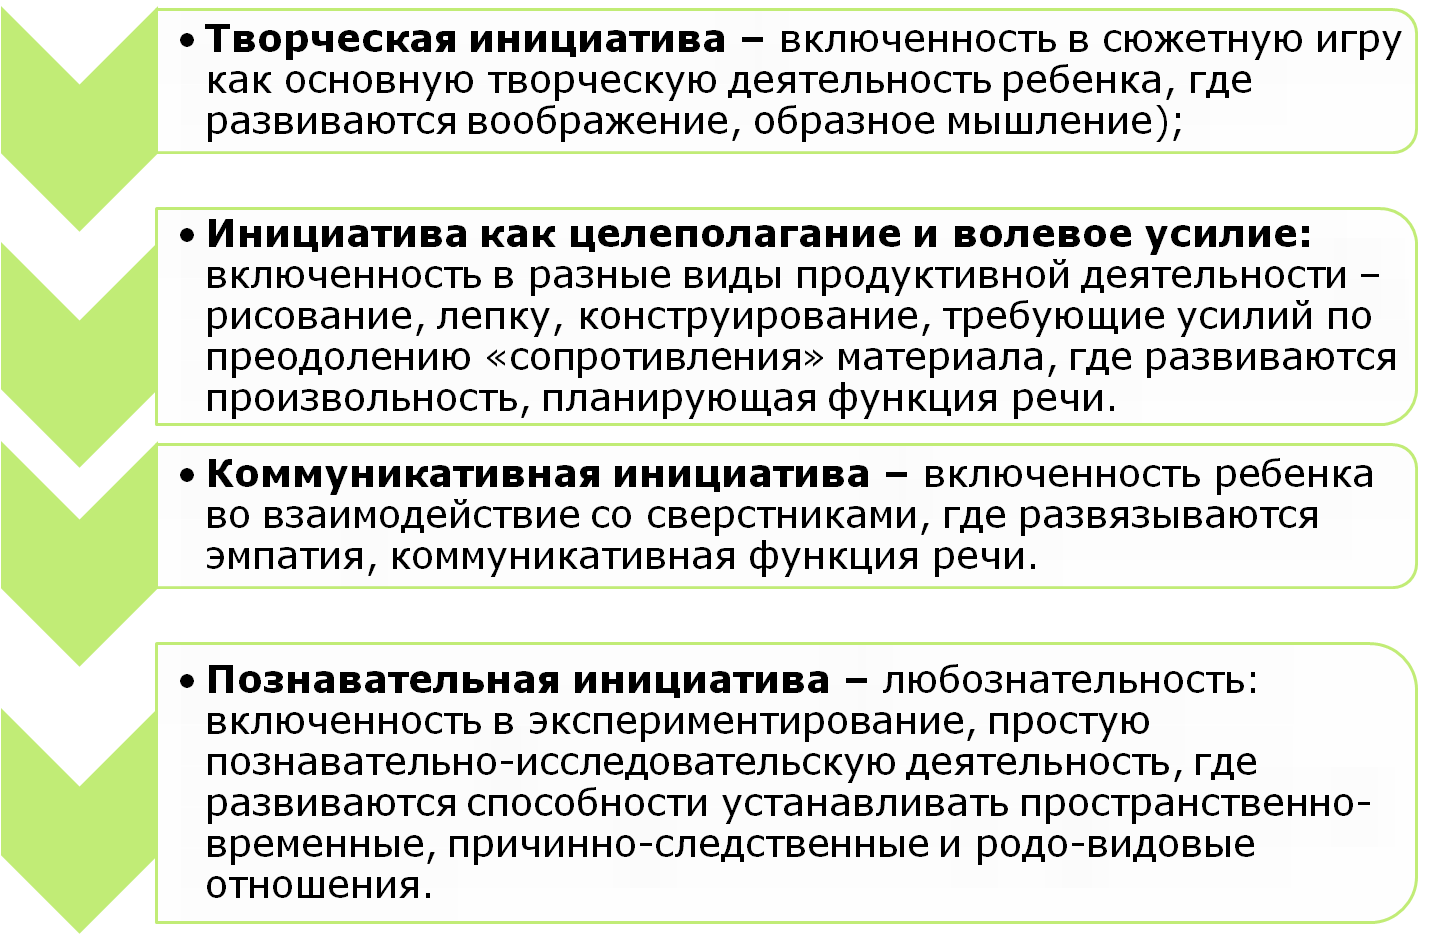 • Творческая инициатива – включенность в сюжетную игру
как основную творческую деятельность ребенка, где
развиваются воображение, образное мышление);
• Инициатива как целеполагание и волевое усилие:
включенность в разные виды продуктивной деятельности –
рисование, лепку, конструирование, требующие усилий по
преодолению «сопротивления» материала, где развиваются
произвольность, планирующая функция речи.
• Коммуникативная инициатива – включенность ребенка
во взаимодействие со сверстниками, где развязываются
эмпатия, коммуникативная функция речи.
• Познавательная инициатива – любознательность:
включенность в экспериментирование, простую
познавательно-исследовательскую деятельность, где
развиваются способности устанавливать пространственно-
временные, причинно-следственные и родо-видовые
отношения.